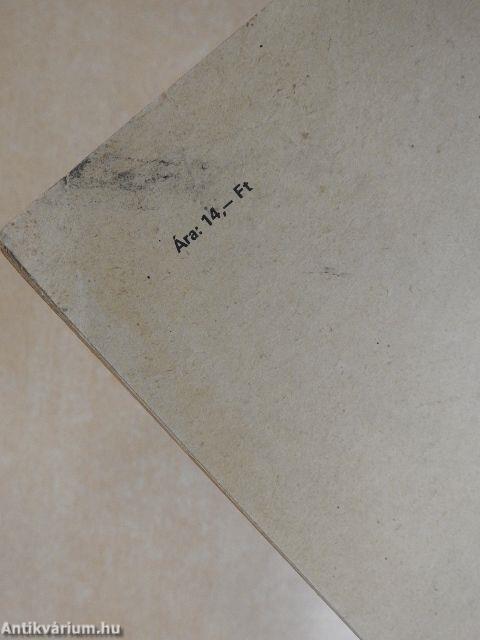 Ára: 14,– Ft
Antikvárium.hu